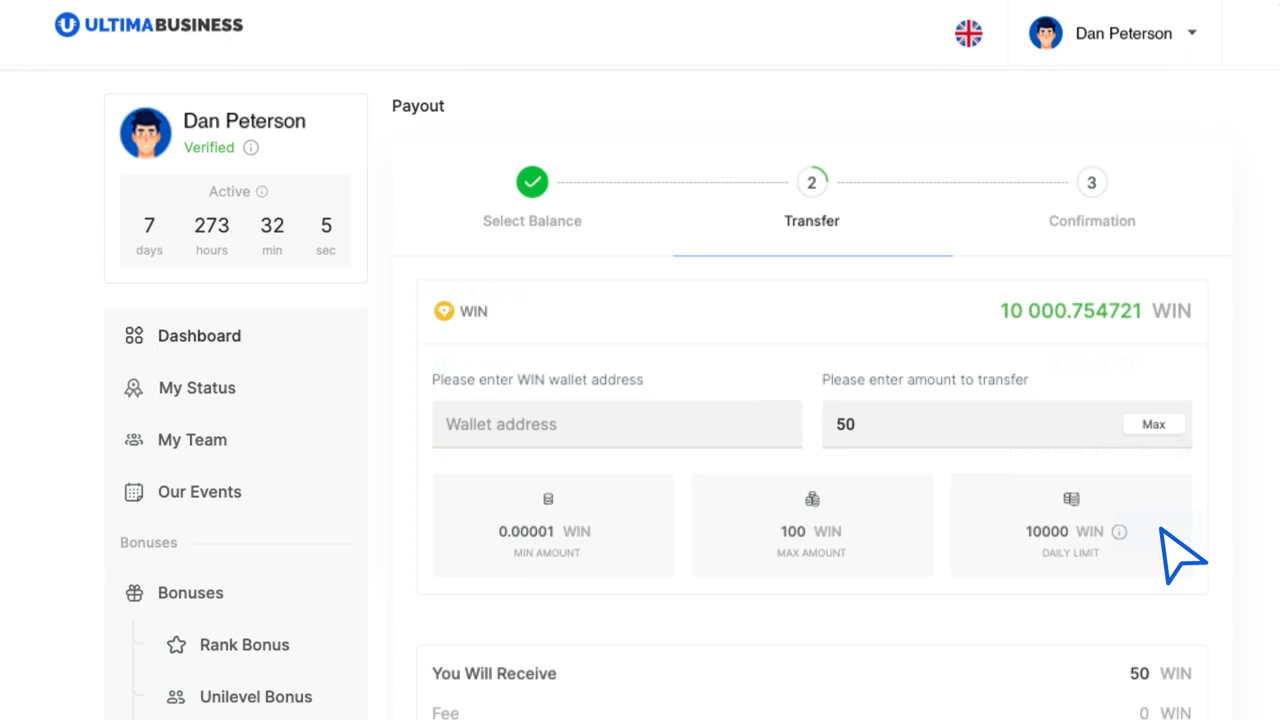 ULTIMABUSINESS
Dan Peterson
Dan Peterson
Verified
Active
7 273 32 5
days hours min sec
Dashboard
My Status
My Team
Our Events
Bonuses
Bonuses
Rank Bonus
Unilevel Bonus
Payout
2 3
Select Balance Transfer Confirmation
WIN 10 000.754721 WIN
Please enter WIN wallet address
Wallet address
Please enter amount to transfer
50 Max
0.00001 WIN
MIN AMOUNT
100 WIN
MAX AMOUNT
10000 WIN
DAILY LIMIT
You Will Receive 50 WIN
Fee 0 WIN